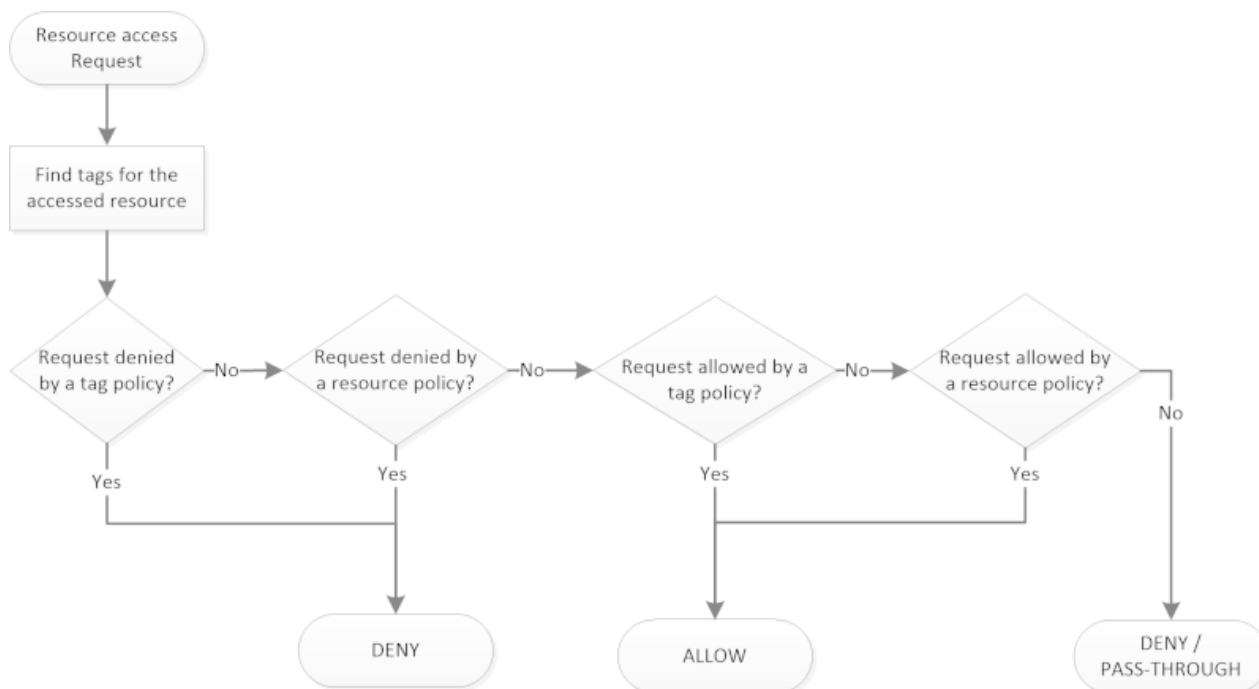 Resource access
Request
Find tags for the
accessed resource
Request denied
by a tag policy?
No
Request denied by
a resource policy?
No
Request allowed by a
tag policy?
No
Request allowed by
a resource policy?
No
Yes
Yes
Yes
Yes
DENY
ALLOW
DENY /
PASS-THROUGH